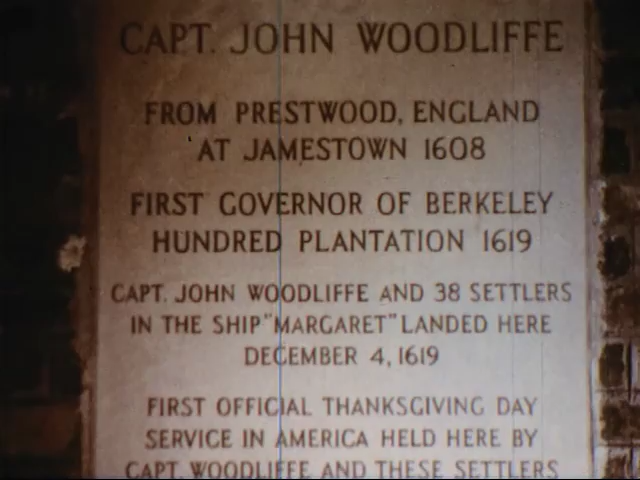 CAPT. JOHN WOODLIFFE
FROM PRESTWOOD, ENGLAND
AT JAMESTOWN 1608
FIRST GOVERNOR OF BERKELEY
HUNDRED PLANTATION 1619
CAPT. JOHN WOODLIFFE AND 38 SETTLERS
IN THE SHIP "MARGARET" LANDED HERE
DECEMBER 4, 1619
FIRST OFFICIAL THANKSGIVING DAY
SERVICE IN AMERICA HELD HERE BY
CAPT. WOODLIFFE AND THESE SETTLERS